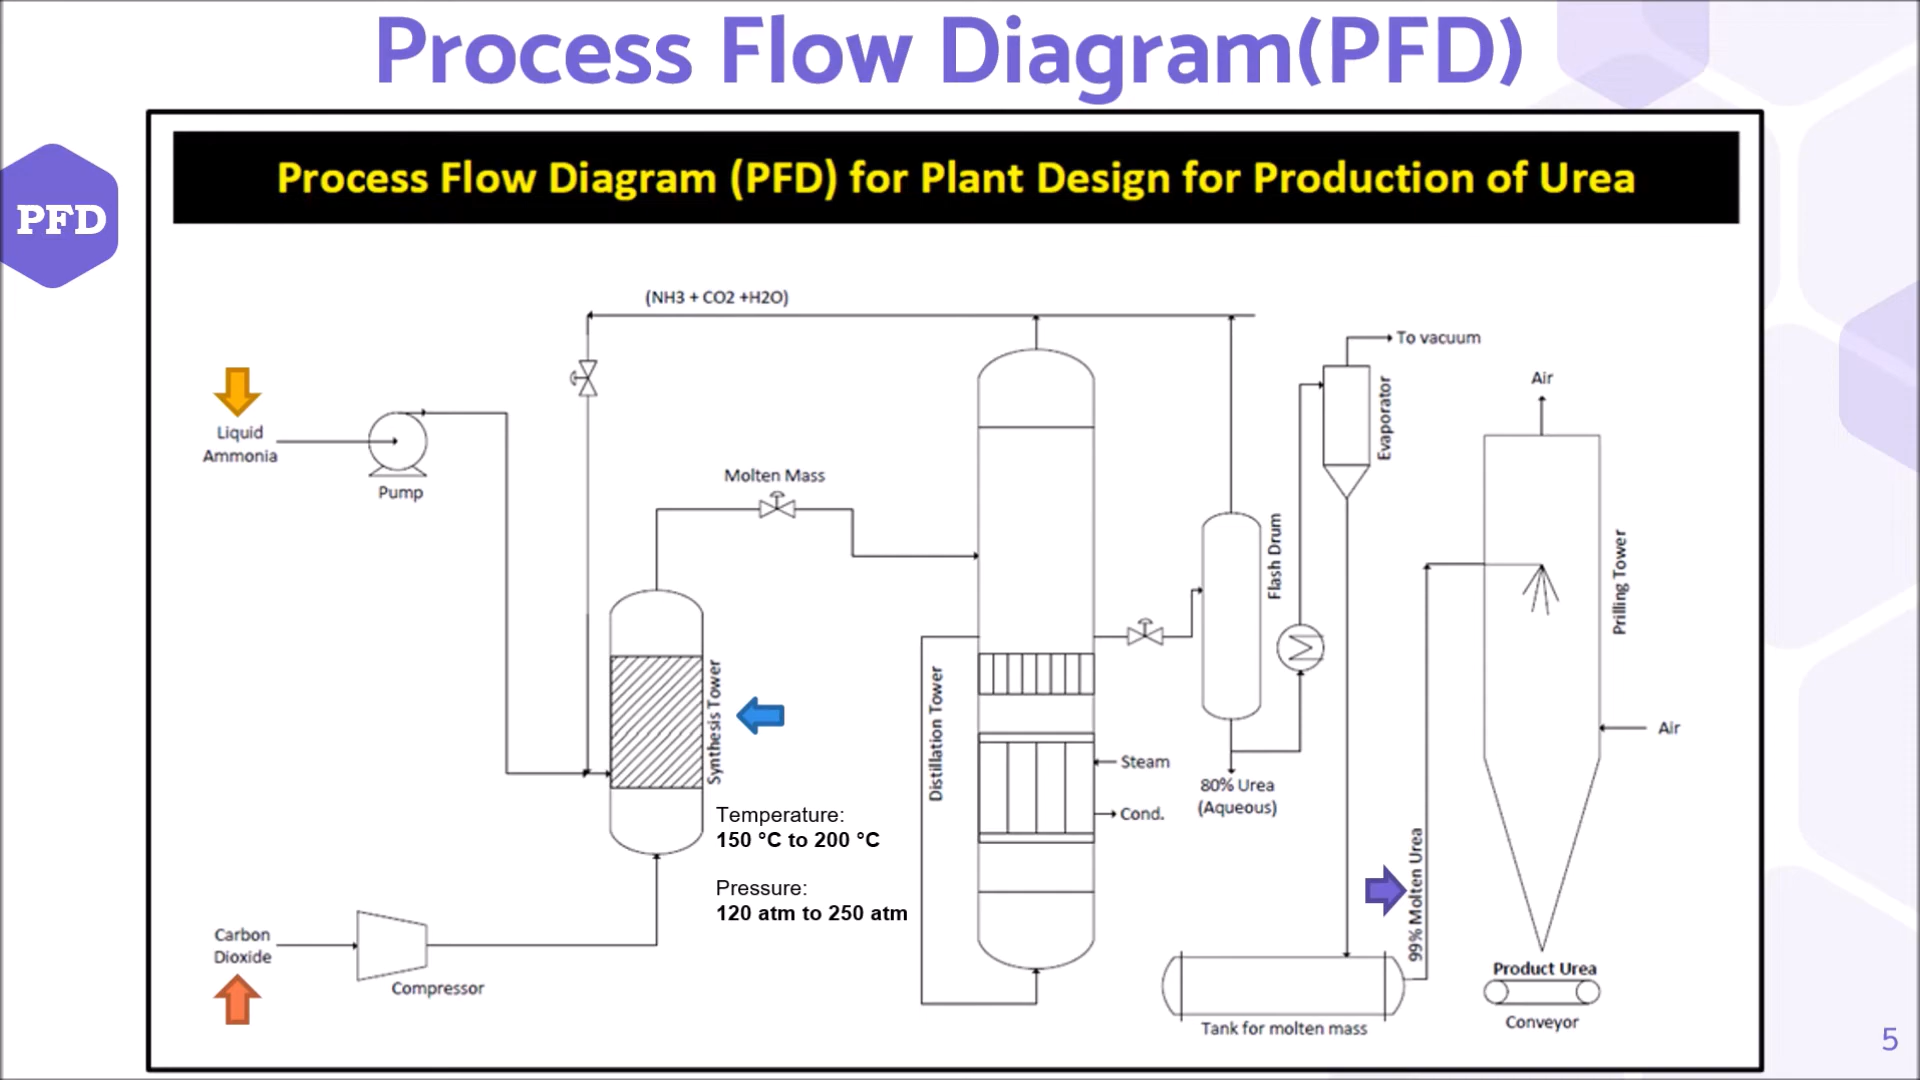 Process Flow Diagram(PFD)
PFD
Process Flow Diagram (PFD) for Plant Design for Production of Urea
(NH3 + CO2 +H2O)
To vacuum
Evaporator
Air
Liquid
Ammonia
Pump
Molten Mass
Flash Drum
Prilling Tower
Synthesis Tower
Distillation Tower
Air
Steam
Cond.
80% Urea
(Aqueous)
Temperature:
150 °C to 200 °C
Pressure:
120 atm to 250 atm
99% Molten Urea
Carbon
Dioxide
Compressor
Product Urea
Conveyor
Tank for molten mass
5